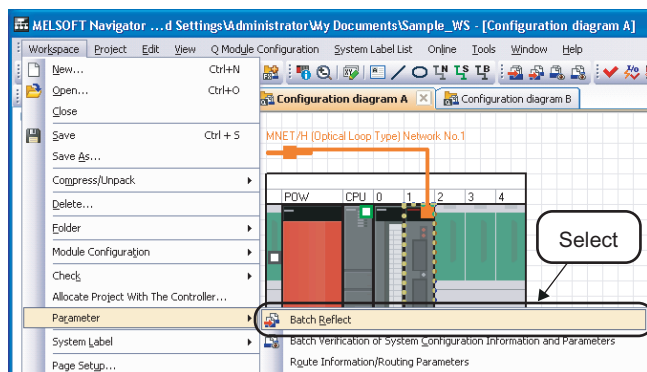 MELSOFT Navigator ...d Settings\Administrator\My Documents\Sample_WS - [Configuration diagram A]
Workspace Project Edit View Q Module Configuration System Label List Online Tools Window Help
New... Ctrl+N
Open... Ctrl+O
Configuration diagram A Configuration diagram B
Close
Save Ctrl + S
MNET/H (Optical Loop Type) Network No.1
Save As...
Compress/Unpack
Delete...
POW CPU 0 1 2 3 4
Folder
Module Configuration
Select
Check
Allocate Project With The Controller...
Parameter
Batch Reflect
System Label
Batch Verification of System Configuration Information and Parameters
Page Setup...
Route Information/Routing Parameters